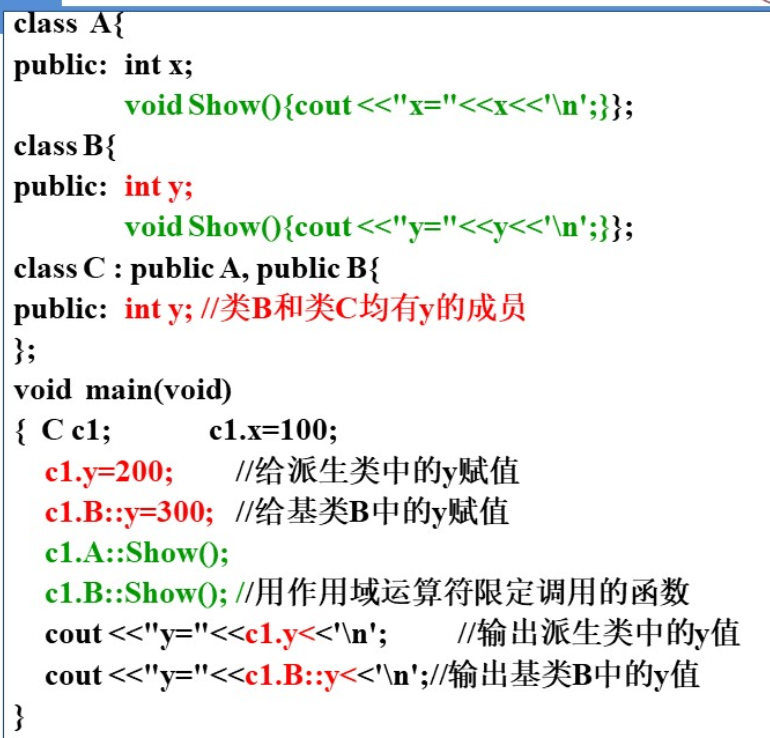 class A{
public: int x;
void Show(){cout <<"x="<<x<<'\n';}};
class B{
public: int y;
void Show(){cout <<"y="<<y<<'\n';}};
class C : public A, public B{
public: int y; //类B和类C均有y的成员
};
void main(void)
{ C c1; c1.x=100;
c1.y=200; //给派生类中的y赋值
c1.B::y=300; //给基类B中的y赋值
c1.A::Show();
c1.B::Show(); //用作用域运算符限定调用的函数
cout <<"y="<<c1.y<<'\n'; //输出派生类中的y值
cout <<"y="<<c1.B::y<<'\n';//输出基类B中的y值
}